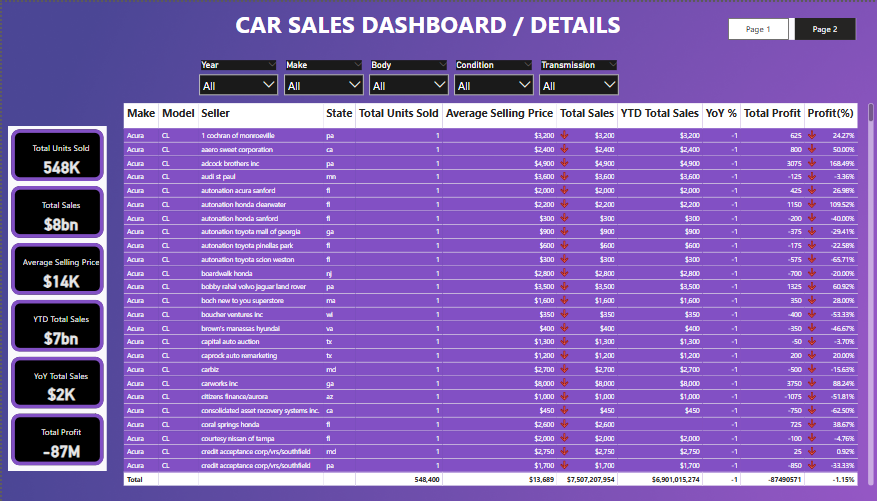 CAR SALES DASHBOARD / DETAILS
Page 1 Page 2
Year Make Body Condition Transmission
All All All All All
Make Model Seller State Total Units Sold Average Selling Price Total Sales YTD Total Sales YoY % Total Profit Profit(%)
Acura CL 1 cochran of monroeville pa 1 $3,200 $3,200 $3,200 -1 625 24.27%
Acura CL aaero sweet corporation ca 1 $2,400 $2,400 $2,400 -1 800 50.00%
Acura CL adcock brothers inc pa 1 $4,900 $4,900 $4,900 -1 3075 168.49%
Acura CL audi st paul mn 1 $3,600 $3,600 $3,600 -1 -125 -3.36%
Acura CL autonation acura sanford fl 1 $2,000 $2,000 $2,000 -1 425 26.98%
Acura CL autonation honda clearwater fl 1 $2,200 $2,200 $2,200 -1 1150 109.52%
Acura CL autonation honda sanford fl 1 $300 $300 $300 -1 -200 -40.00%
Acura CL autonation toyota mall of georgia ga 1 $900 $900 $900 -1 -375 -29.41%
Acura CL autonation toyota pinellas park fl 1 $600 $600 $600 -1 -175 -22.58%
Acura CL autonation toyota scion weston fl 1 $300 $300 $300 -1 -575 -65.71%
Acura CL boardwalk honda nj 1 $2,800 $2,800 $2,800 -1 -700 -20.00%
Acura CL bobby rahal volvo jaguar land rover pa 1 $3,500 $3,500 $3,500 -1 1325 60.92%
Acura CL boch new to you superstore ma 1 $1,600 $1,600 $1,600 -1 350 28.00%
Acura CL boucher ventures inc wi 1 $350 $350 $350 -1 -400 -53.33%
Acura CL brown's manassas hyundai va 1 $400 $400 $400 -1 -350 -46.67%
Acura CL capital auto auction tx 1 $1,300 $1,300 $1,300 -1 -50 -3.70%
Acura CL caprock auto remarketing tx 1 $1,200 $1,200 $1,200 -1 200 20.00%
Acura CL carbiz md 1 $2,700 $2,700 $2,700 -1 -500 -15.63%
Acura CL carworks inc ga 1 $8,000 $8,000 $8,000 -1 3750 88.24%
Acura CL citizens finance/aurora az 1 $1,000 $1,000 $1,000 -1 -1075 -51.81%
Acura CL consolidated asset recovery systems inc. ca 1 $450 $450 $450 -1 -750 -62.50%
Acura CL coral springs honda fl 1 $2,600 $2,600 725 38.67%
Acura CL courtesy nissan of tampa fl 1 $2,000 $2,000 $2,000 -1 -100 -4.76%
Acura CL credit acceptance corp/vrs/southfield md 1 $2,750 $2,750 $2,750 -1 25 0.92%
Acura CL credit acceptance corp/vrs/southfield pa 1 $1,700 $1,700 $1,700 -1 -850 -33.33%
Total 548,400 $13,689 $7,507,207,954 $6,901,015,274 -1 -87490571 -1.15%
Total Units Sold
548K
Total Sales
$8bn
Average Selling Price
$14K
YTD Total Sales
$7bn
YoY Total Sales
$2K
Total Profit
-87M